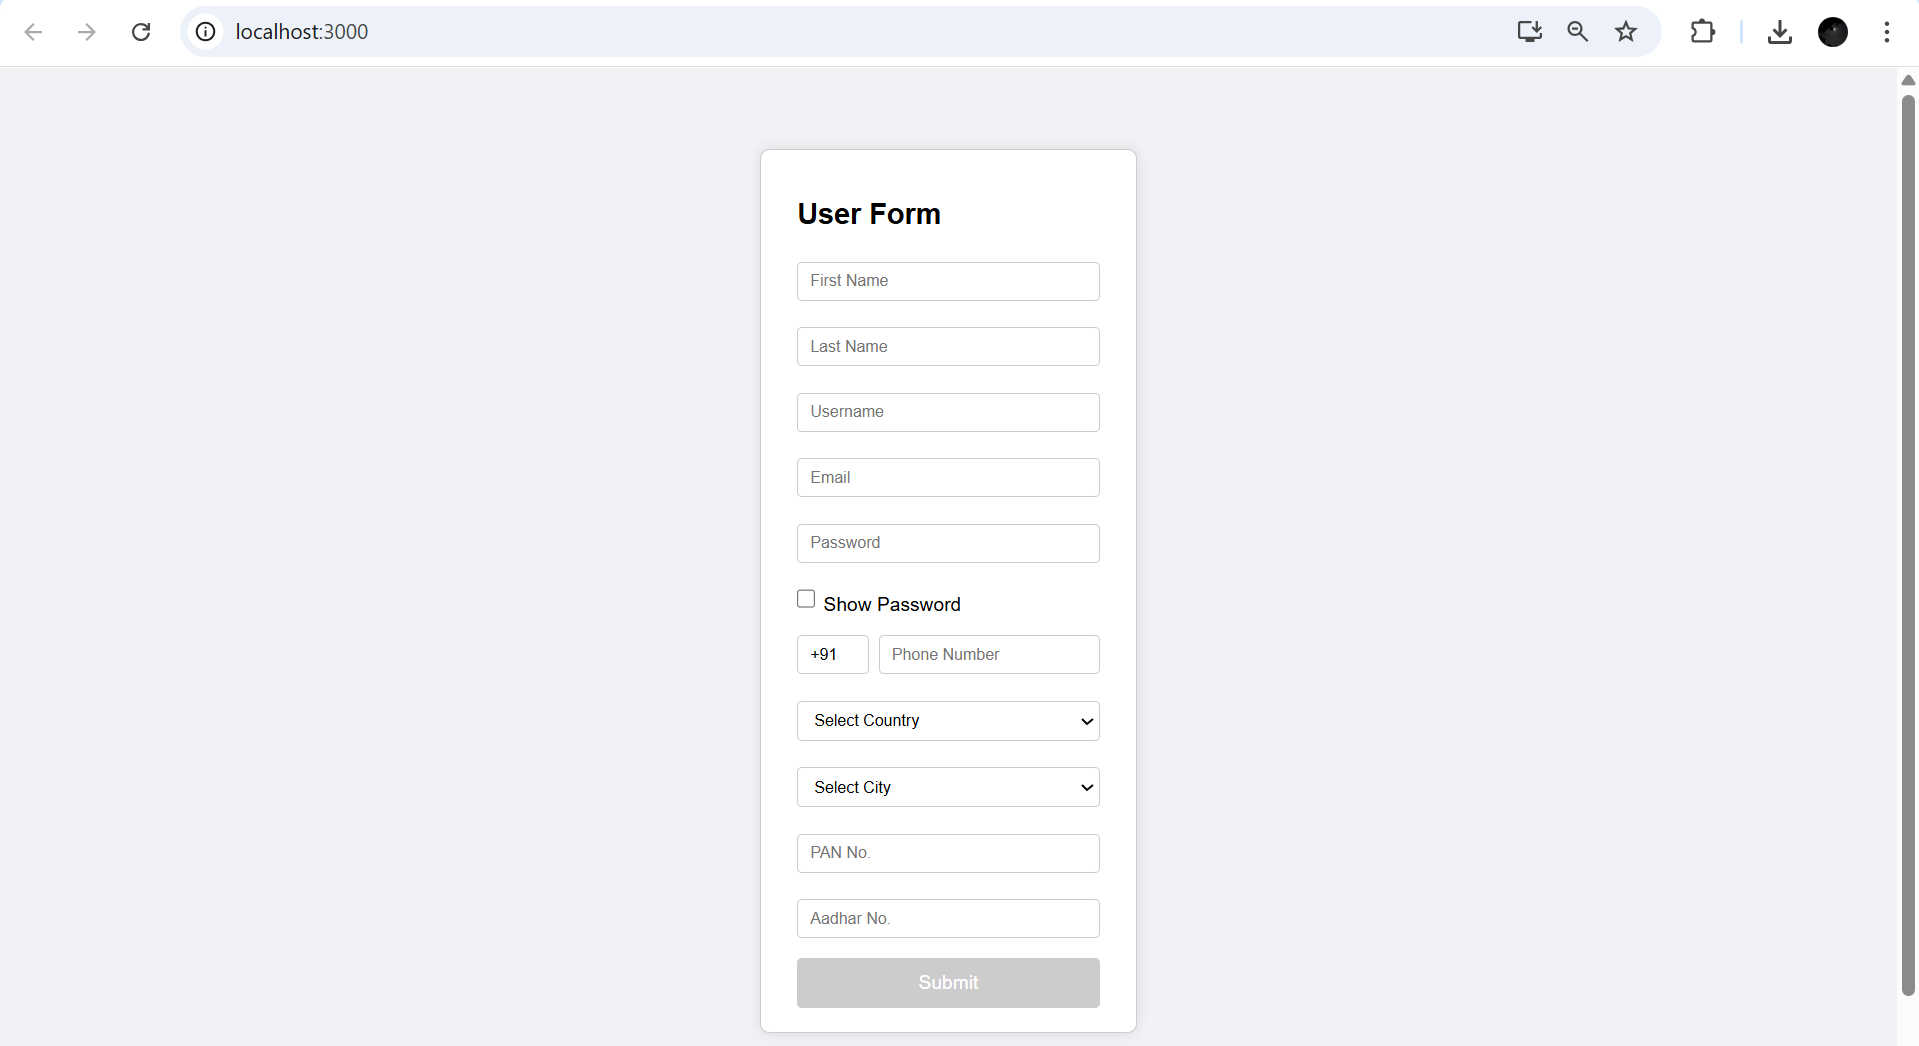 localhost:3000
User Form
First Name
Last Name
Username
Email
Password
Show Password
+91 Phone Number
Select Country
Select City
PAN No.
Aadhar No.
Submit